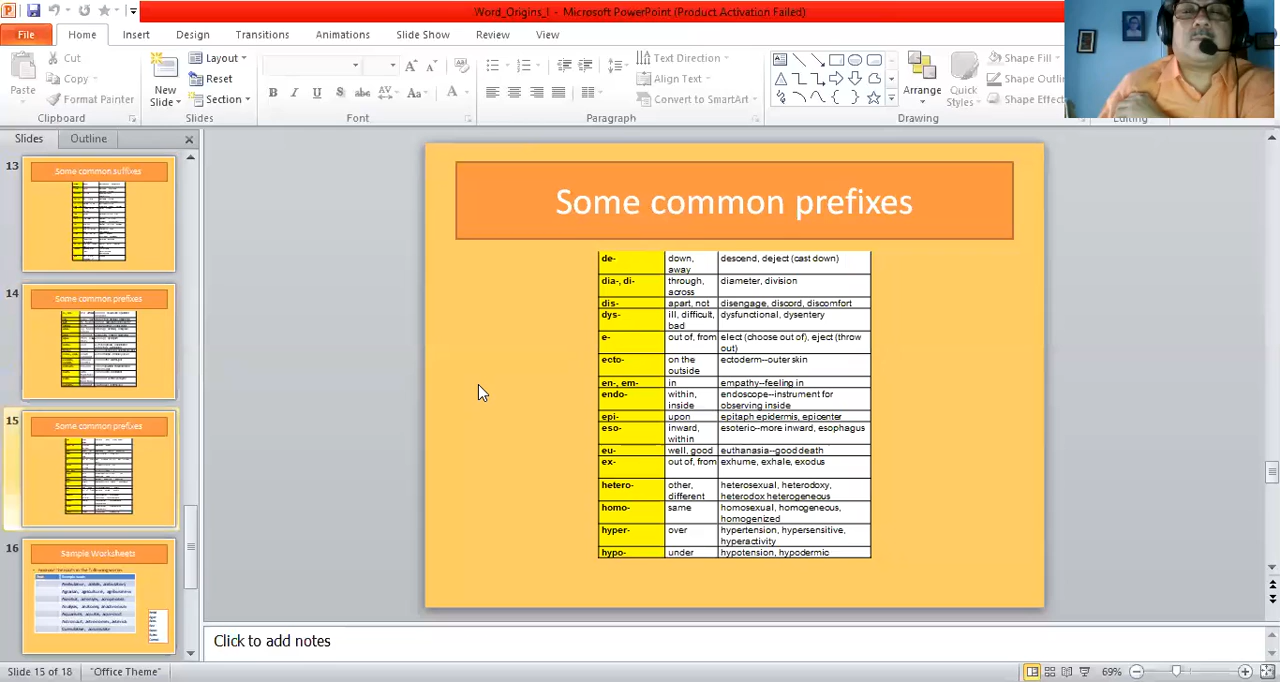 Word_Origins_I - Microsoft PowerPoint (Product Activation Failed)
File Home Insert Design Transitions Animations Slide Show Review View
Paste
Cut
Copy
Format Painter
Clipboard
New Slide
Layout
Reset
Section
Slides
Font
Text Direction
Align Text
Convert to SmartArt
Paragraph
Arrange
Quick Styles
Shape Fill
Shape Outli
Shape Effec
Drawing
Editing
Slides Outline
13
Some common suffixes
14
Some common prefixes
15
Some common prefixes
16
Sample Worksheets
Some common prefixes
de- down, away descend, deject (cast down)
dia-, di- through, across diameter, division
dis- apart, not disengage, discord, discomfort
dys- ill, difficult, bad dysfunctional, dysentery
e- out of, from elect (choose out of), eject (throw out)
ecto- on the outside ectoderm--outer skin
en-, em- in empathy--feeling in
endo- within, inside endoscope--instrument for observing inside
epi- upon epitaph epidermis, epicenter
eso- inward, within esoterio--more inward, esophagus
eu- well, good euthanasia--good death
ex- out of, from exhume, exhale, exodus
hetero- other, different heterosexual, heterodoxy, heterodox heterogeneous
homo- same homosexual, homogeneous, homogenized
hyper- over hypertension, hypersensitive, hyperactivity
hypo- under hypotension, hypodermic
Click to add notes
Slide 15 of 18 "Office Theme" 69%